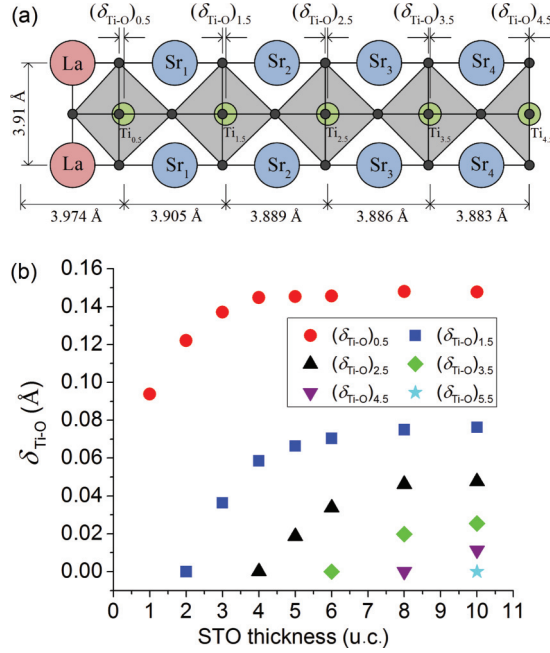 (a)
(δTi-O)0.5 (δTi-O)1.5 (δTi-O)2.5 (δTi-O)3.5 (δTi-O)4.5
La Sr1 Sr2 Sr3 Sr4
3.91 Å
Ti0.5 Ti1.5 Ti2.5 Ti3.5 Ti4.
La Sr1 Sr2 Sr3 Sr4
3.974 Å 3.905 Å 3.889 Å 3.886 Å 3.883 Å
(b)
0.16
0.14
0.12
0.10
0.08
0.06
0.04
0.02
0.00
δTi-O (Å)
(δTi-O)0.5 (δTi-O)1.5
(δTi-O)2.5 (δTi-O)3.5
(δTi-O)4.5 (δTi-O)5.5
0 1 2 3 4 5 6 7 8 9 10 11
STO thickness (u.c.)